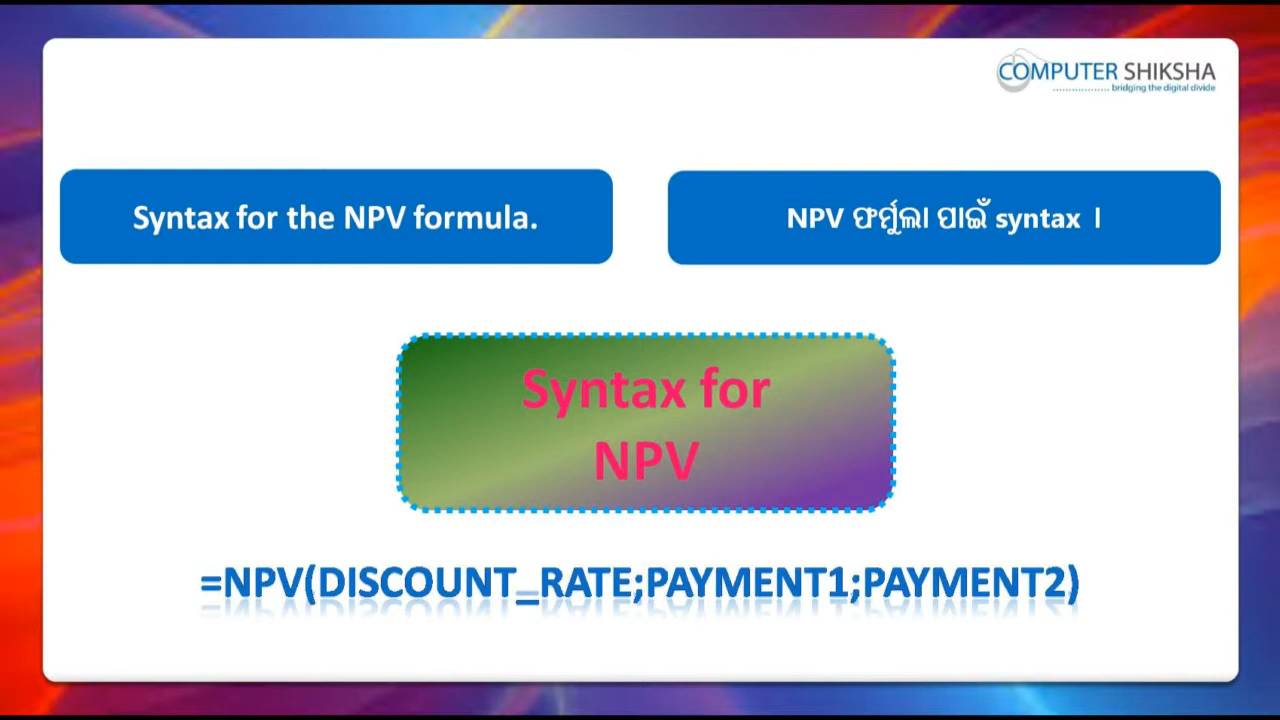 COMPUTER SHIKSHA
bridging the digital divide
Syntax for the NPV formula.
NPV ଫର୍ମୁଲା ପାଇଁ syntax ।
Syntax for
NPV
=NPV(DISCOUNT_RATE;PAYMENT1;PAYMENT2)